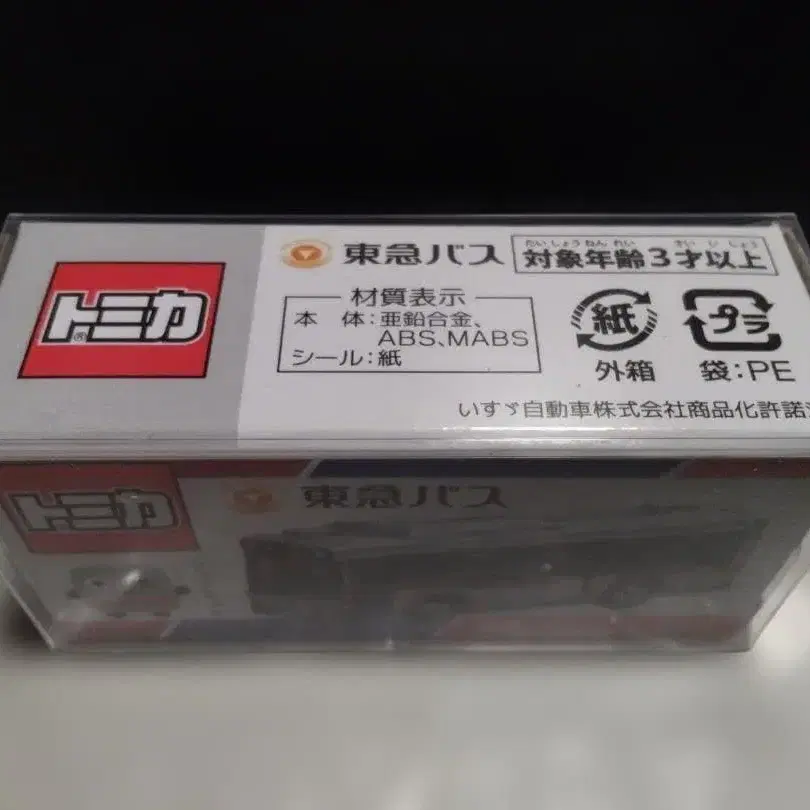 トミカ®
東急バス
たいしょうねんれい さいいじょう
対象年齢3才以上
材質表示
本 体:亜鉛合金、
ABS、MABS
シール:紙
紙
外箱
プラ
袋:PE
いすゞ自動車株式会社商品化許諾済
トミカ
東急バス